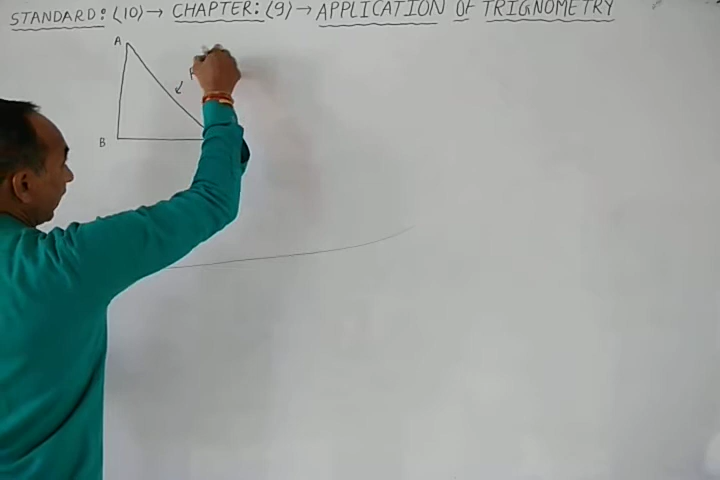 STANDARD: (10) → CHAPTER: (9) → APPLICATION OF TRIGNOMETRY
A
B